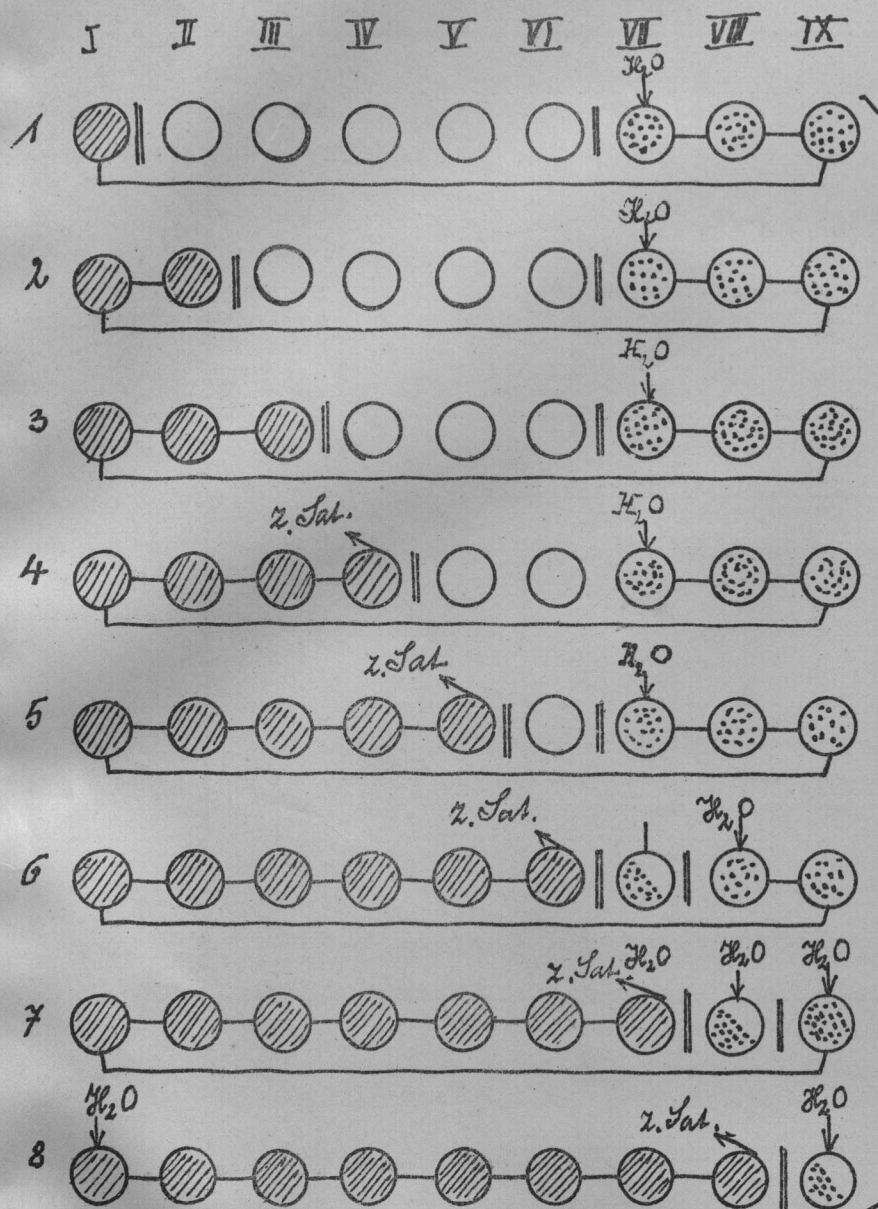 I II III IV V VI VII VIII IX
H₂O
1
H₂O
2
H₂O
3
z. Sat. H₂O
4
z. Sat. H₂O
5
z. Sat. H₂O
6
z. Sat. H₂O H₂O H₂O
7
H₂O z. Sat. H₂O
8